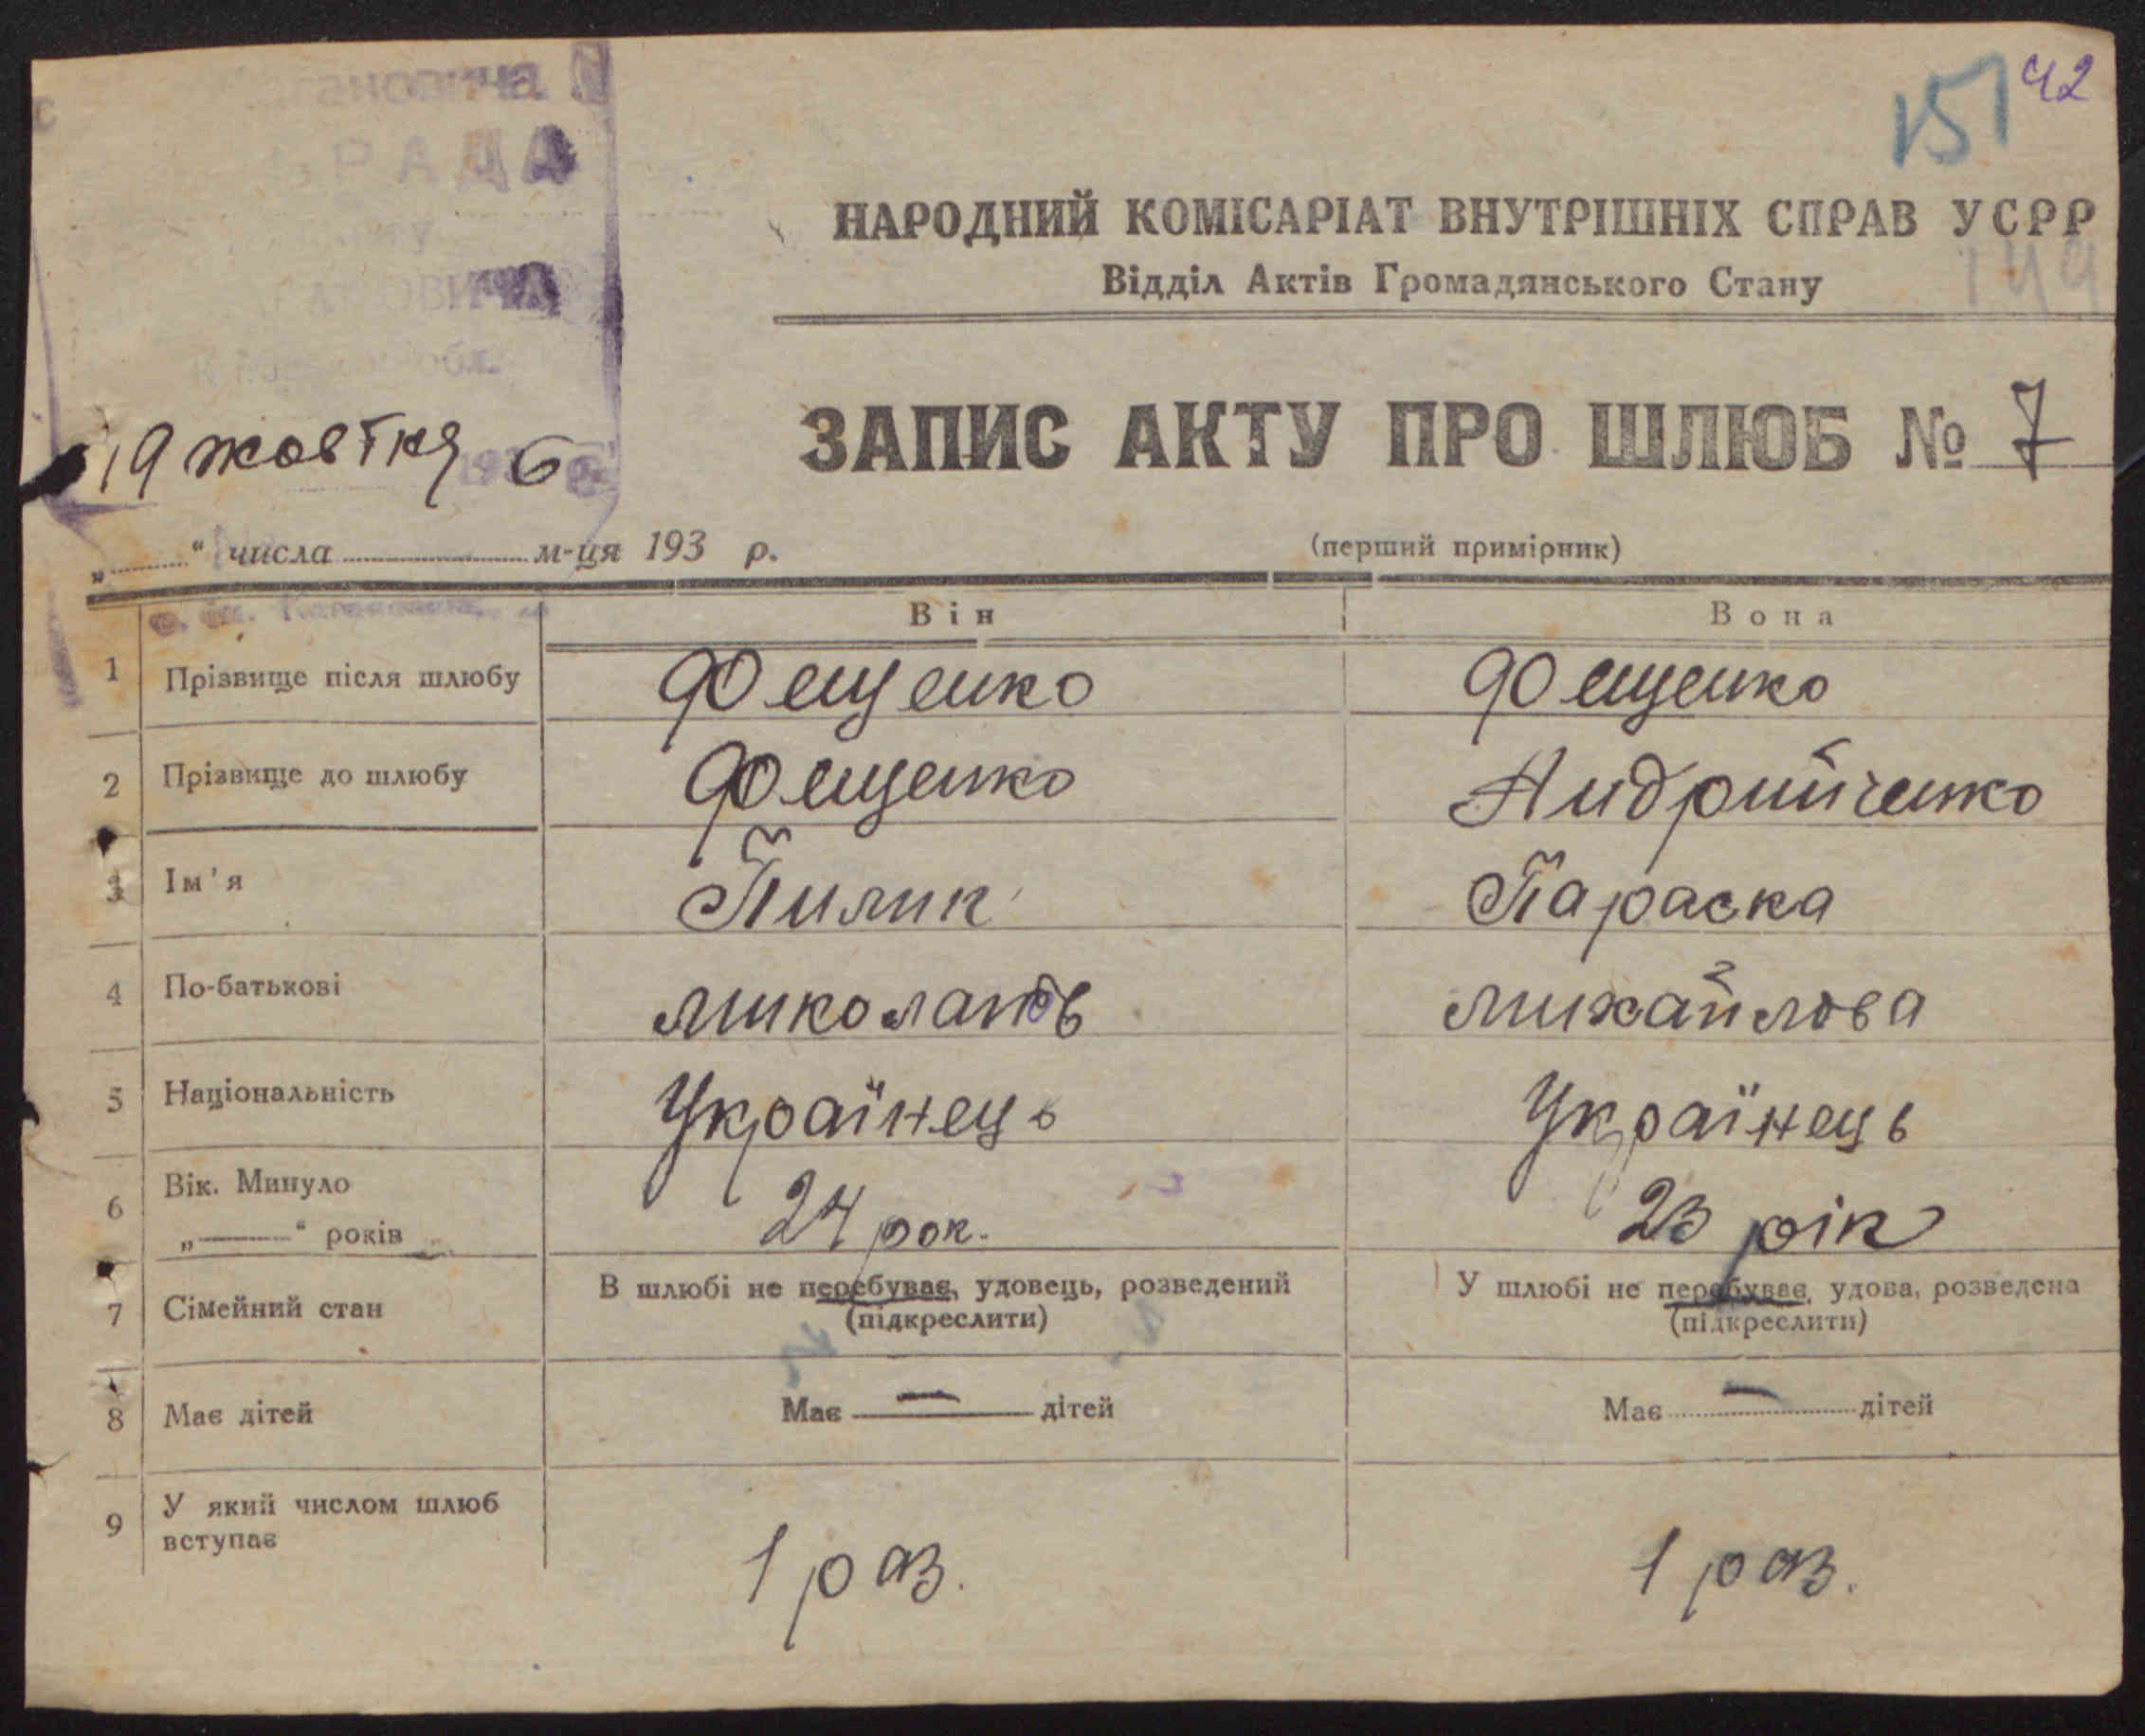 42
151
149
РАДА
обл.
НАРОДНИЙ КОМІСАРІАТ ВНУТРІШНІХ СПРАВ УСРР
Відділ Актів Громадянського Стану
ЗАПИС АКТУ ПРО ШЛЮБ № 7
19 жовтня 6
„ “ числа м-ця 193 р.
(перший примірник)
Він Вона
1 Прізвище після шлюбу Фещенко Фещенко
2 Прізвище до шлюбу Фещенко Андрийченко
3 Ім'я Пилип Параска
4 По-батькові Миколайов Михайлова
5 Національність Українець Українець
6 Вік. Минуло
„ “ років 24 рок. 23 рік
7 Сімейний стан В шлюбі не перебуває, удовець, розведений У шлюбі не перебуває, удова, розведена
(підкреслити) (підкреслити)
8 Має дітей Має — дітей Має — дітей
9 У який числом шлюб
вступає 1 раз. 1 раз.